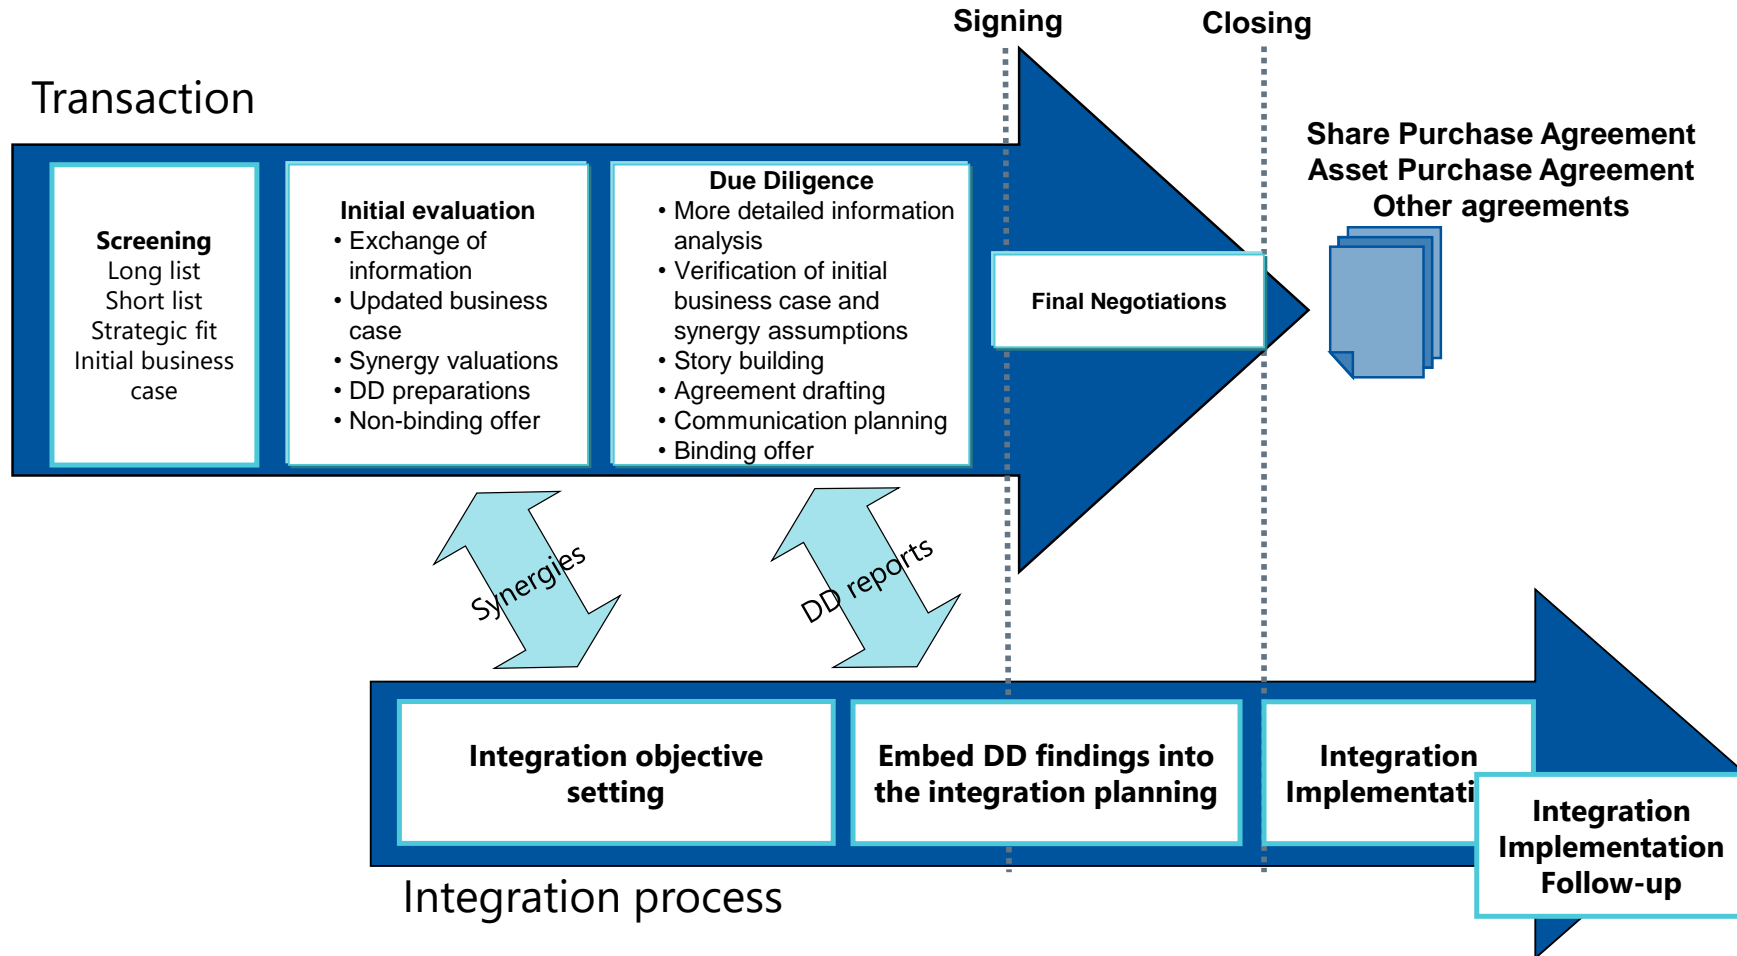 Signing
Closing
Transaction
Share Purchase Agreement
Asset Purchase Agreement
Other agreements
Screening
Long list
Short list
Strategic fit
Initial business
case
Initial evaluation
• Exchange of
information
• Updated business
case
• Synergy valuations
• DD preparations
• Non-binding offer
Due Diligence
• More detailed information
analysis
• Verification of initial
business case and
synergy assumptions
• Story building
• Agreement drafting
• Communication planning
• Binding offer
Final Negotiations
Synergies
DD reports
Integration objective
setting
Embed DD findings into
the integration planning
Integration
Implementati
Integration
Implementation
Follow-up
Integration process